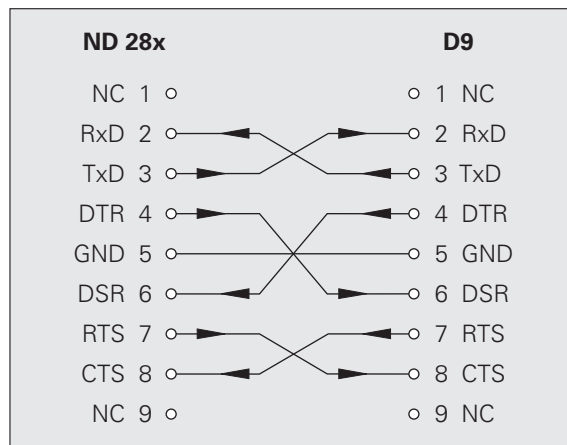 ND 28x D9
NC 1 1 NC
RxD 2 2 RxD
TxD 3 3 TxD
DTR 4 4 DTR
GND 5 5 GND
DSR 6 6 DSR
RTS 7 7 RTS
CTS 8 8 CTS
NC 9 9 NC